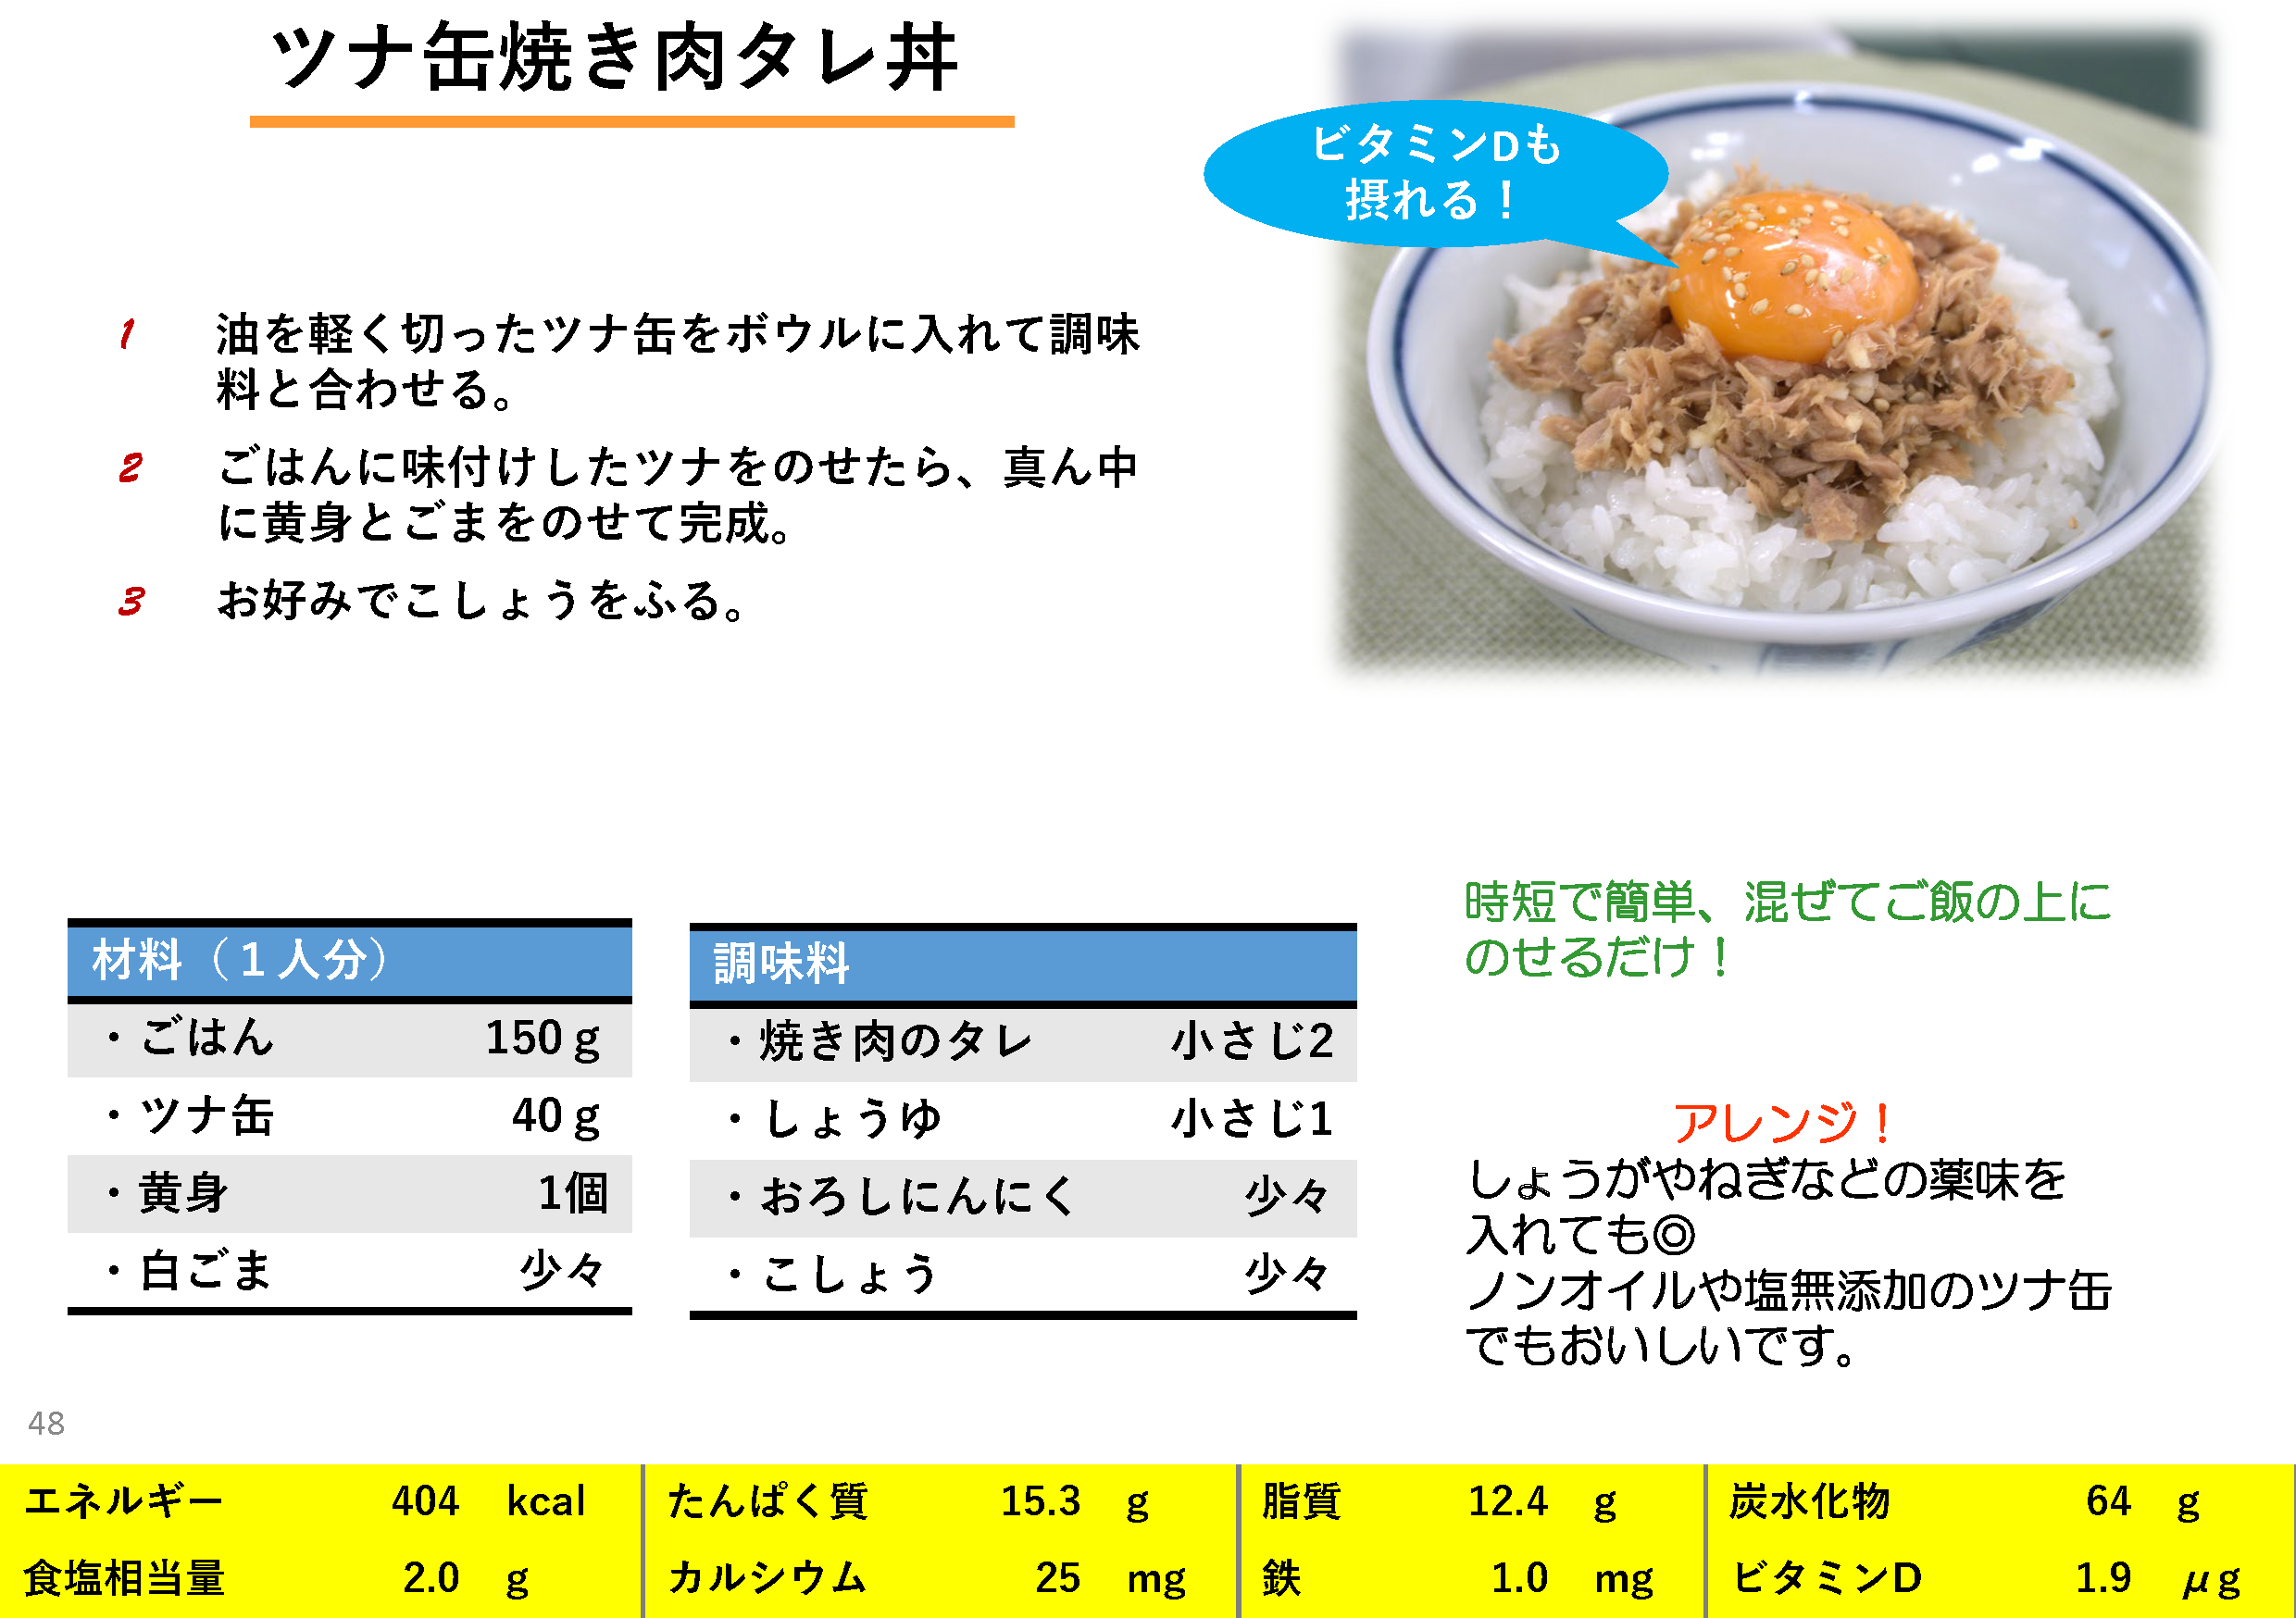 ツナ缶焼き肉タレ丼
ビタミンDも
摂れる！
1 油を軽く切ったツナ缶をボウルに入れて調味
料と合わせる。
2 ごはんに味付けしたツナをのせたら、真ん中
に黄身とごまをのせて完成。
3 お好みでこしょうをふる。
材料（１人分）
・ごはん 150ｇ
・ツナ缶 40ｇ
・黄身 1個
・白ごま 少々
調味料
・焼き肉のタレ 小さじ2
・しょうゆ 小さじ1
・おろしにんにく 少々
・こしょう 少々
時短で簡単、混ぜてご飯の上に
のせるだけ！
アレンジ！
しょうがやねぎなどの薬味を
入れても◎
ノンオイルや塩無添加のツナ缶
でもおいしいです。
48
エネルギー 404 kcal たんぱく質 15.3 g 脂質 12.4 g 炭水化物 64 g
食塩相当量 2.0 g カルシウム 25 mg 鉄 1.0 mg ビタミンD 1.9 μg